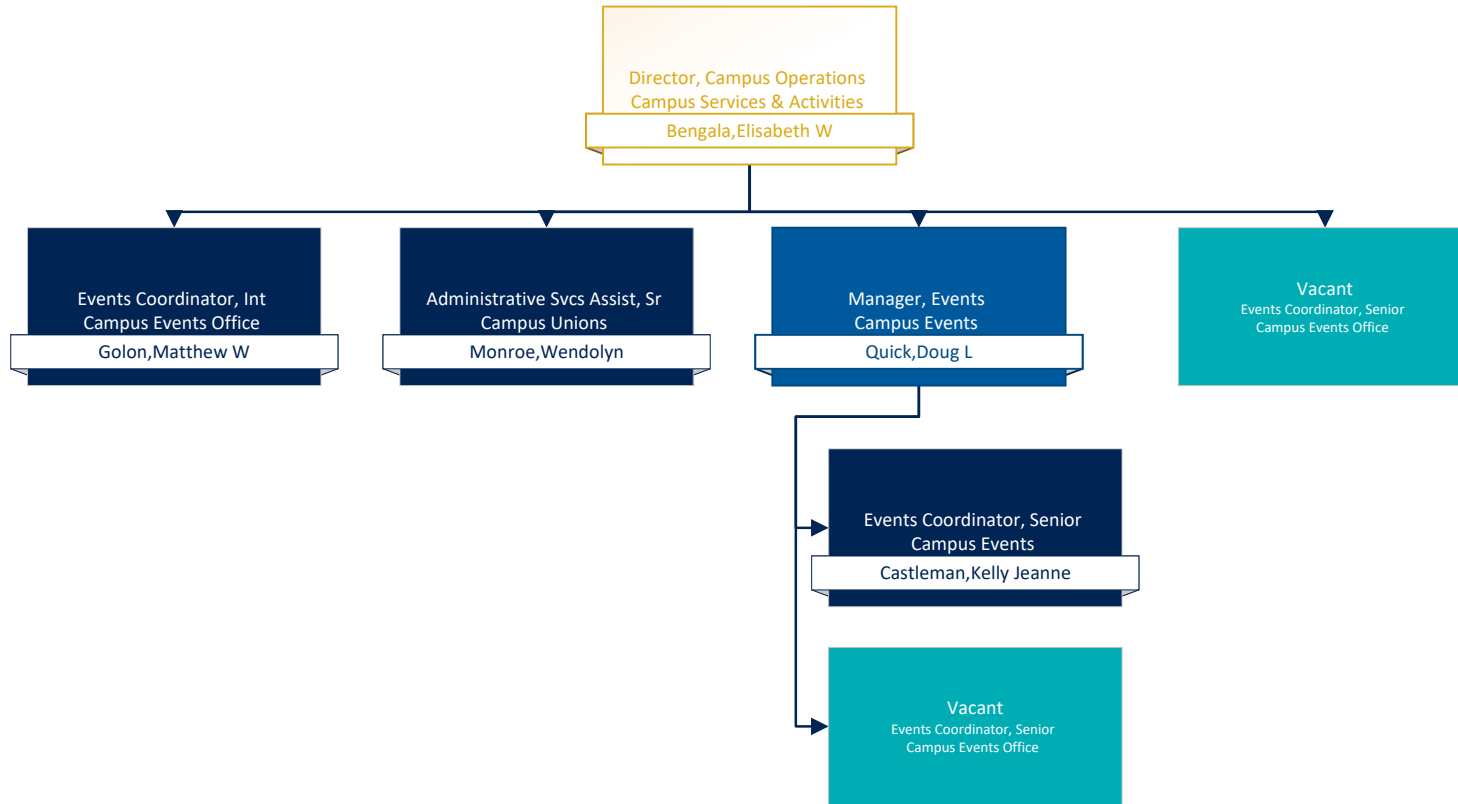 Director, Campus Operations
Campus Services & Activities
Bengala,Elisabeth W
Events Coordinator, Int
Campus Events Office
Golon,Matthew W
Administrative Svcs Assist, Sr
Campus Unions
Monroe,Wendolyn
Manager, Events
Campus Events
Quick,Doug L
Vacant
Events Coordinator, Senior
Campus Events Office
Events Coordinator, Senior
Campus Events
Castleman,Kelly Jeanne
Vacant
Events Coordinator, Senior
Campus Events Office